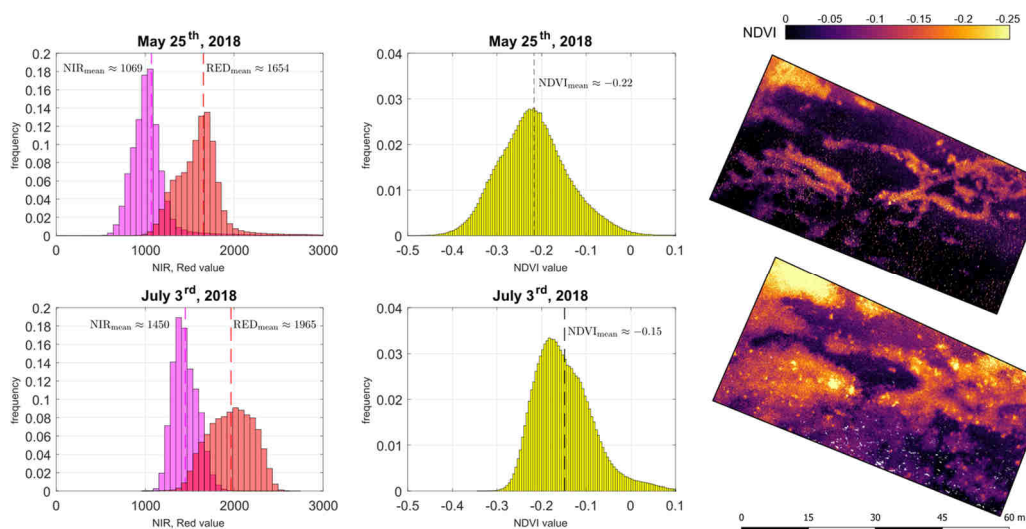 May 25th, 2018
0.2
0.18
0.16
0.14
0.12
0.1
0.08
0.06
0.04
0.02
0
frequency
NIRmean ≈ 1069
REDmean ≈ 1654
0 1000 2000 3000
NIR, Red value
May 25th, 2018
0.04
0.03
0.02
0.01
0
frequency
NDVImean ≈ −0.22
-0.5 -0.4 -0.3 -0.2 -0.1 0 0.1
NDVI value
NDVI
0 -0.05 -0.1 -0.15 -0.2 -0.25
July 3rd, 2018
0.2
0.18
0.16
0.14
0.12
0.1
0.08
0.06
0.04
0.02
0
frequency
NIRmean ≈ 1450
REDmean ≈ 1965
0 1000 2000 3000
NIR, Red value
July 3rd, 2018
0.04
0.03
0.02
0.01
0
frequency
NDVImean ≈ −0.15
-0.5 -0.4 -0.3 -0.2 -0.1 0 0.1
NDVI value
0 15 30 45 60 m